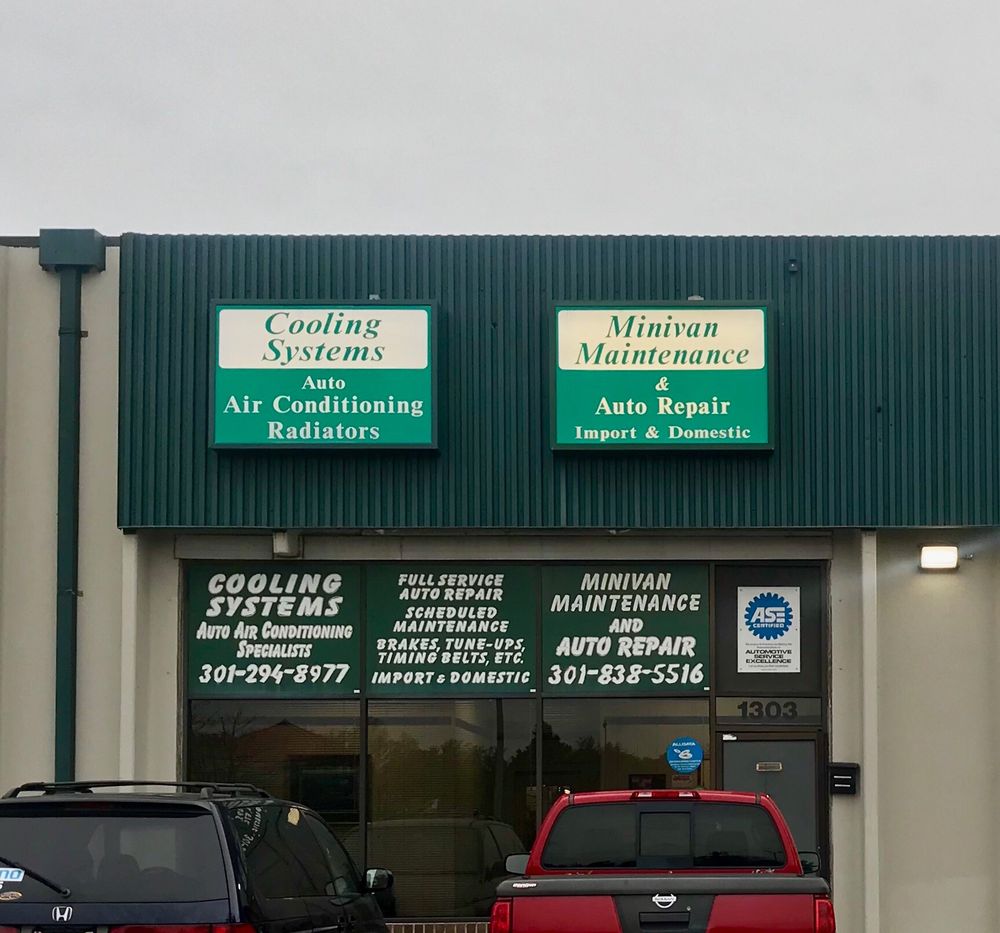 Cooling
Systems
Auto
Air Conditioning
Radiators
Minivan
Maintenance
&
Auto Repair
Import & Domestic
COOLING
SYSTEMS
AUTO AIR CONDITIONING
SPECIALISTS
301-294-8977
FULL SERVICE
AUTO REPAIR
SCHEDULED
MAINTENANCE
BRAKES, TUNE-UPS,
TIMING BELTS, ETC.
IMPORT & DOMESTIC
MINIVAN
MAINTENANCE
AND
AUTO REPAIR
301-838-5516
ASE
CERTIFIED
AUTOMOTIVE
SERVICE
EXCELLENCE
1303
ALLDATA
NISSAN